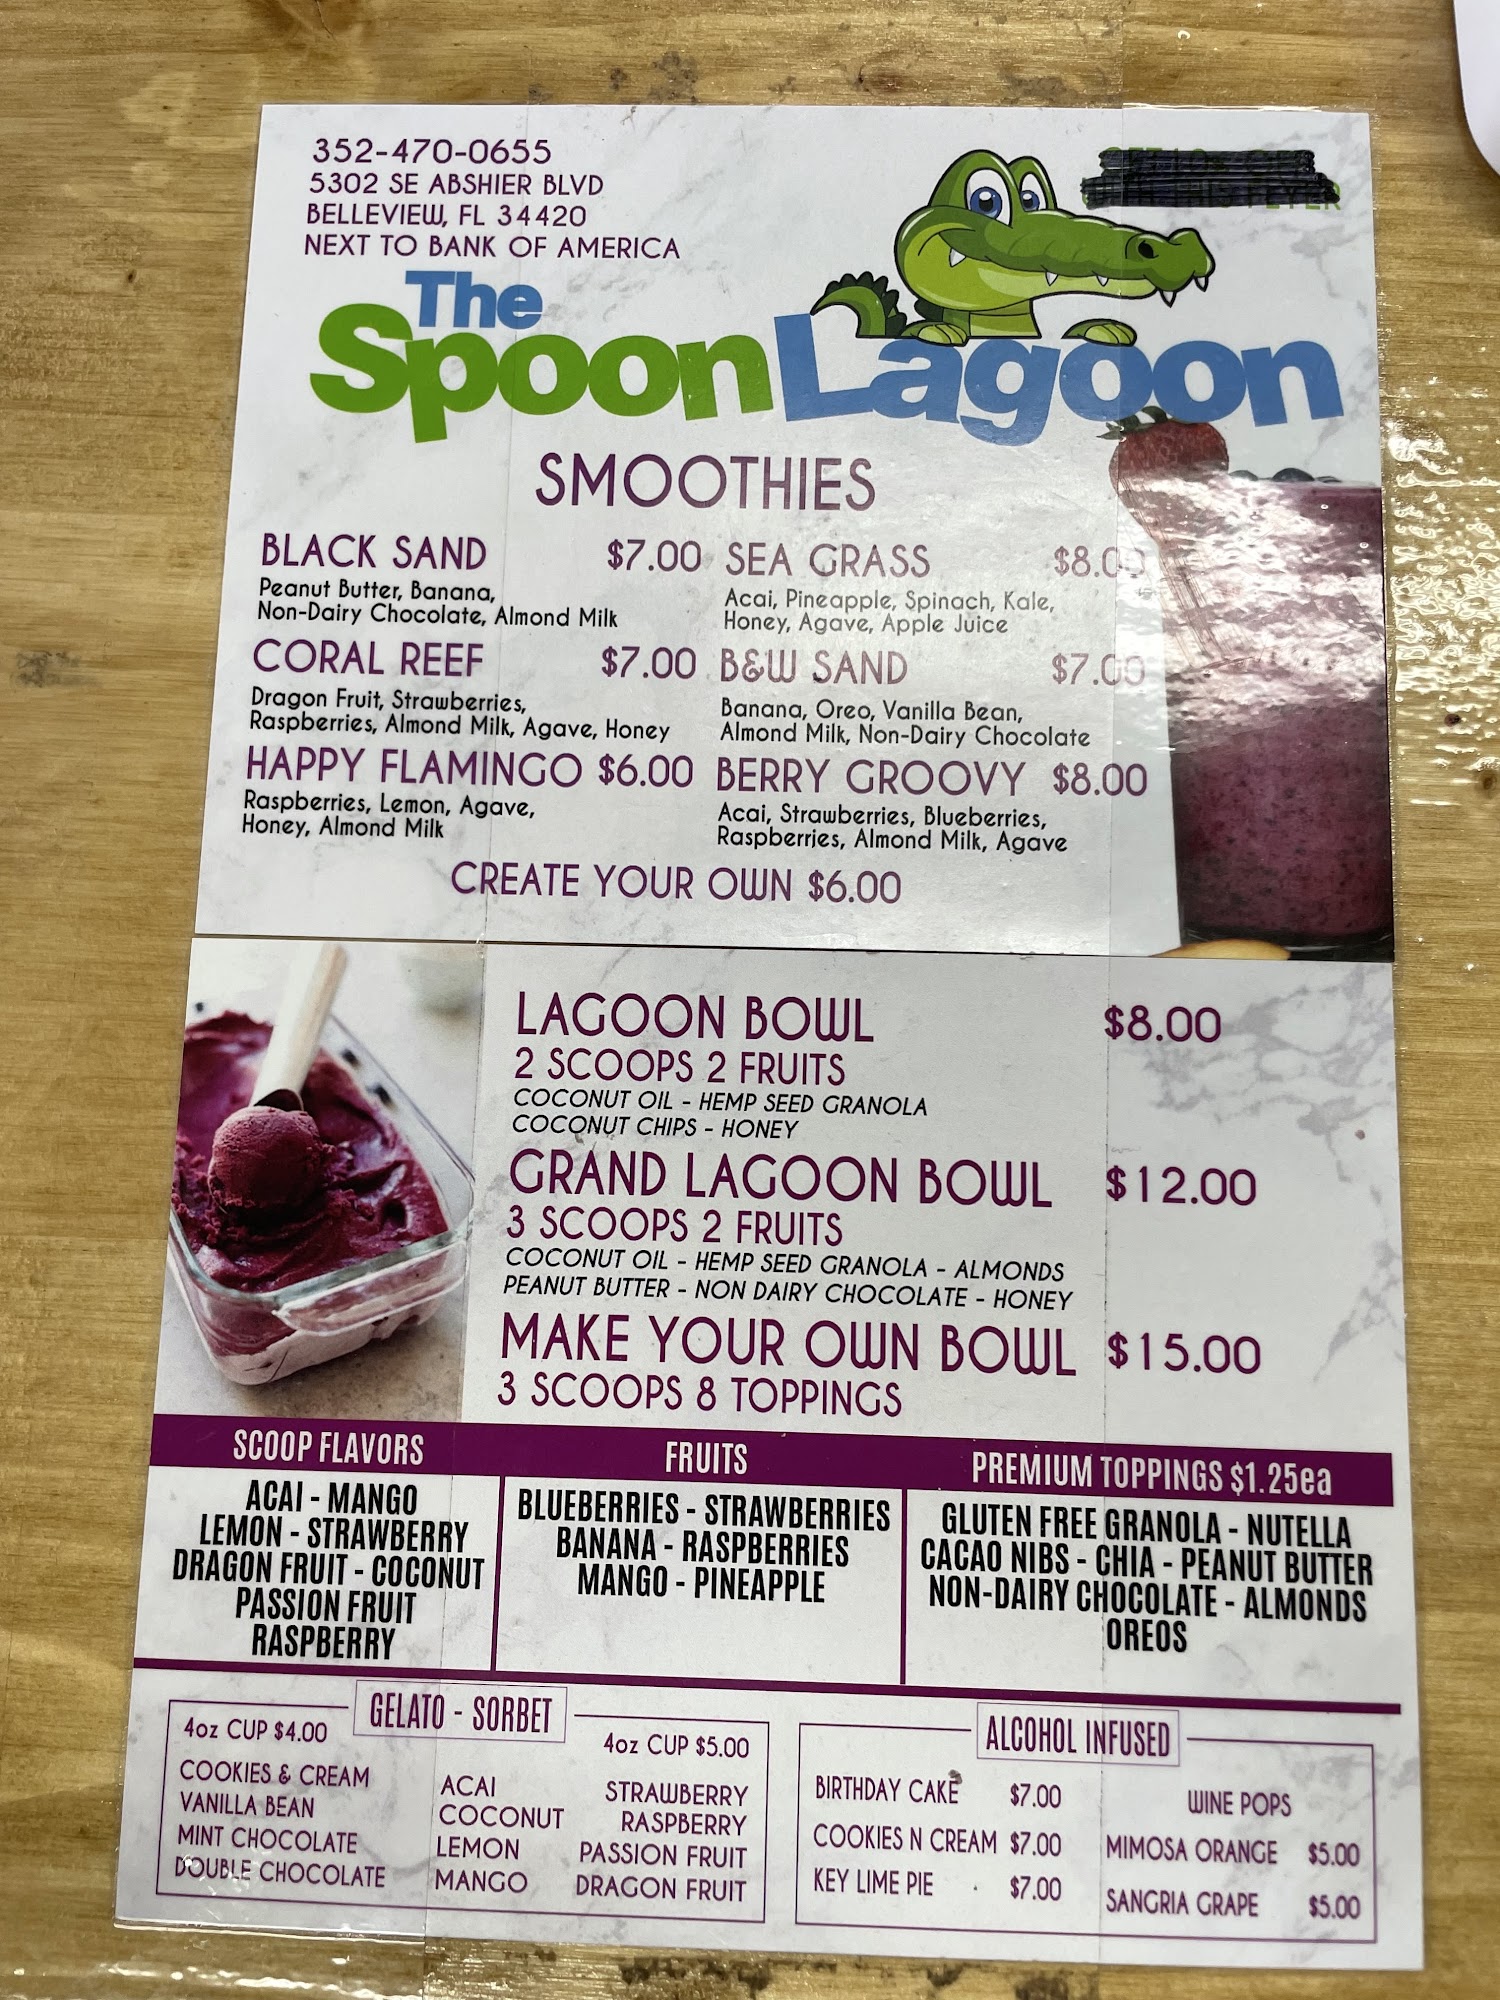 352-470-0655
5302 SE ABSHIER BLVD
BELLEVIEW, FL 34420
NEXT TO BANK OF AMERICA
The
Spoon Lagoon
SMOOTHIES
BLACK SAND $7.00
Peanut Butter, Banana,
Non-Dairy Chocolate, Almond Milk
CORAL REEF $7.00
Dragon Fruit, Strawberries,
Raspberries, Almond Milk, Agave, Honey
HAPPY FLAMINGO $6.00
Raspberries, Lemon, Agave,
Honey, Almond Milk
SEA GRASS $8.00
Acai, Pineapple, Spinach, Kale,
Honey, Agave, Apple Juice
B&W SAND $7.00
Banana, Oreo, Vanilla Bean,
Almond Milk, Non-Dairy Chocolate
BERRY GROOVY $8.00
Acai, Strawberries, Blueberries,
Raspberries, Almond Milk, Agave
CREATE YOUR OWN $6.00
LAGOON BOWL $8.00
2 SCOOPS 2 FRUITS
COCONUT OIL - HEMP SEED GRANOLA
COCONUT CHIPS - HONEY
GRAND LAGOON BOWL $12.00
3 SCOOPS 2 FRUITS
COCONUT OIL - HEMP SEED GRANOLA - ALMONDS
PEANUT BUTTER - NON DAIRY CHOCOLATE - HONEY
MAKE YOUR OWN BOWL $15.00
3 SCOOPS 8 TOPPINGS
SCOOP FLAVORS
ACAI - MANGO
LEMON - STRAWBERRY
DRAGON FRUIT - COCONUT
PASSION FRUIT
RASPBERRY
FRUITS
BLUEBERRIES - STRAWBERRIES
BANANA - RASPBERRIES
MANGO - PINEAPPLE
PREMIUM TOPPINGS $1.25ea
GLUTEN FREE GRANOLA - NUTELLA
CACAO NIBS - CHIA - PEANUT BUTTER
NON-DAIRY CHOCOLATE - ALMONDS
OREOS
GELATO - SORBET
4oz CUP $4.00
COOKIES & CREAM
VANILLA BEAN
MINT CHOCOLATE
DOUBLE CHOCOLATE
4oz CUP $5.00
ACAI STRAWBERRY
COCONUT RASPBERRY
LEMON PASSION FRUIT
MANGO DRAGON FRUIT
ALCOHOL INFUSED
BIRTHDAY CAKE $7.00
COOKIES N CREAM $7.00
KEY LIME PIE $7.00
WINE POPS
MIMOSA ORANGE $5.00
SANGRIA GRAPE $5.00